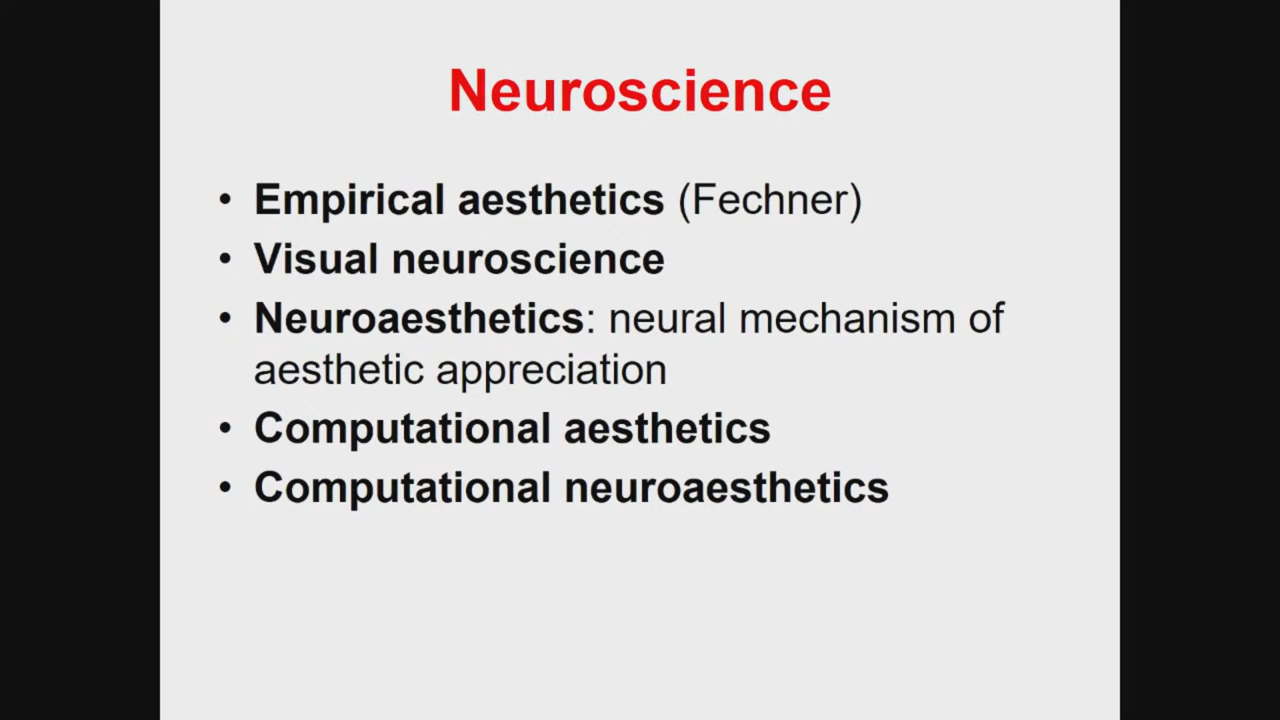 Neuroscience
• Empirical aesthetics (Fechner)
• Visual neuroscience
• Neuroaesthetics: neural mechanism of
aesthetic appreciation
• Computational aesthetics
• Computational neuroaesthetics